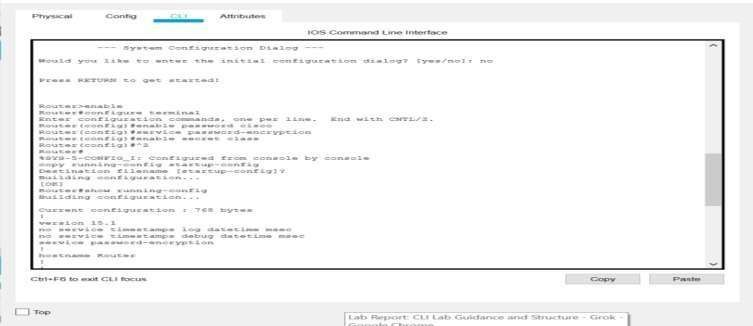 Physical Config CLI Attributes
IOS Command Line Interface
--- System Configuration Dialog ---
Would you like to enter the initial configuration dialog? [yes/no]: no
Press RETURN to get started!
Router>enable
Router#configure terminal
Enter configuration commands, one per line. End with CNTL/Z.
Router(config)#enable password cisco
Router(config)#service password-encryption
Router(config)#enable secret class
Router(config)#^Z
Router#
%SYS-5-CONFIG_I: Configured from console by console
copy running-config startup-config
Destination filename [startup-config]?
Building configuration...
[OK]
Router#show running-config
Building configuration...
Current configuration : 768 bytes
!
version 15.1
no service timestamps log datetime msec
no service timestamps debug datetime msec
service password-encryption
!
hostname Router
!
Ctrl+F6 to exit CLI focus
Copy Paste
Top
Lab Report: CLI Lab Guidance and Structure - Grok -
Google Chrome